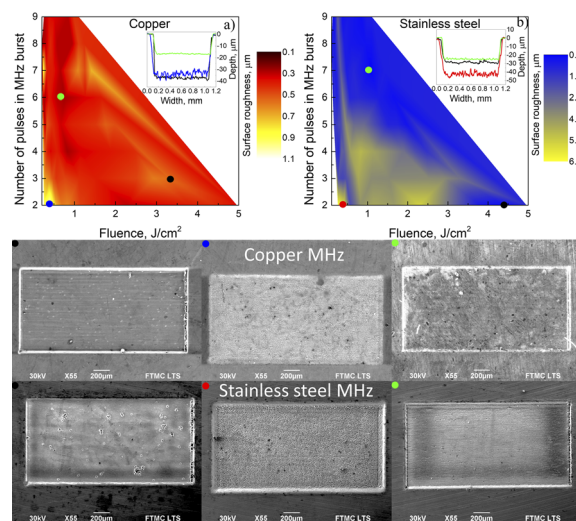 Copper a)
Stainless steel b)
Number of pulses in MHz burst
9
8
7
6
5
4
3
2
0 1 2 3 4 5
Fluence, J/cm²
0.0 0.2 0.4 0.6 0.8 1.0 1.2
Width, mm
10
0
-10
-20
-30
-40
Depth, µm
Surface roughness, µm
0.1
0.3
0.5
0.7
0.9
1.1
Number of pulses in MHz burst
9
8
7
6
5
4
3
2
0 1 2 3 4 5
Fluence, J/cm²
0.0 0.2 0.4 0.6 0.8 1.0 1.2
Width, mm
10
0
-10
-20
-30
-40
-50
Depth, µm
Surface roughness, µm
Copper MHz
30kV X55 200µm FTMC LTS
30kV X55 200µm FTMC LTS
30kV X55 200µm FTMC LTS
Stainless steel MHz
30kV X55 200µm FTMC LTS
30kV X55 200µm FTMC LTS
30kV X55 200µm FTMC LTS